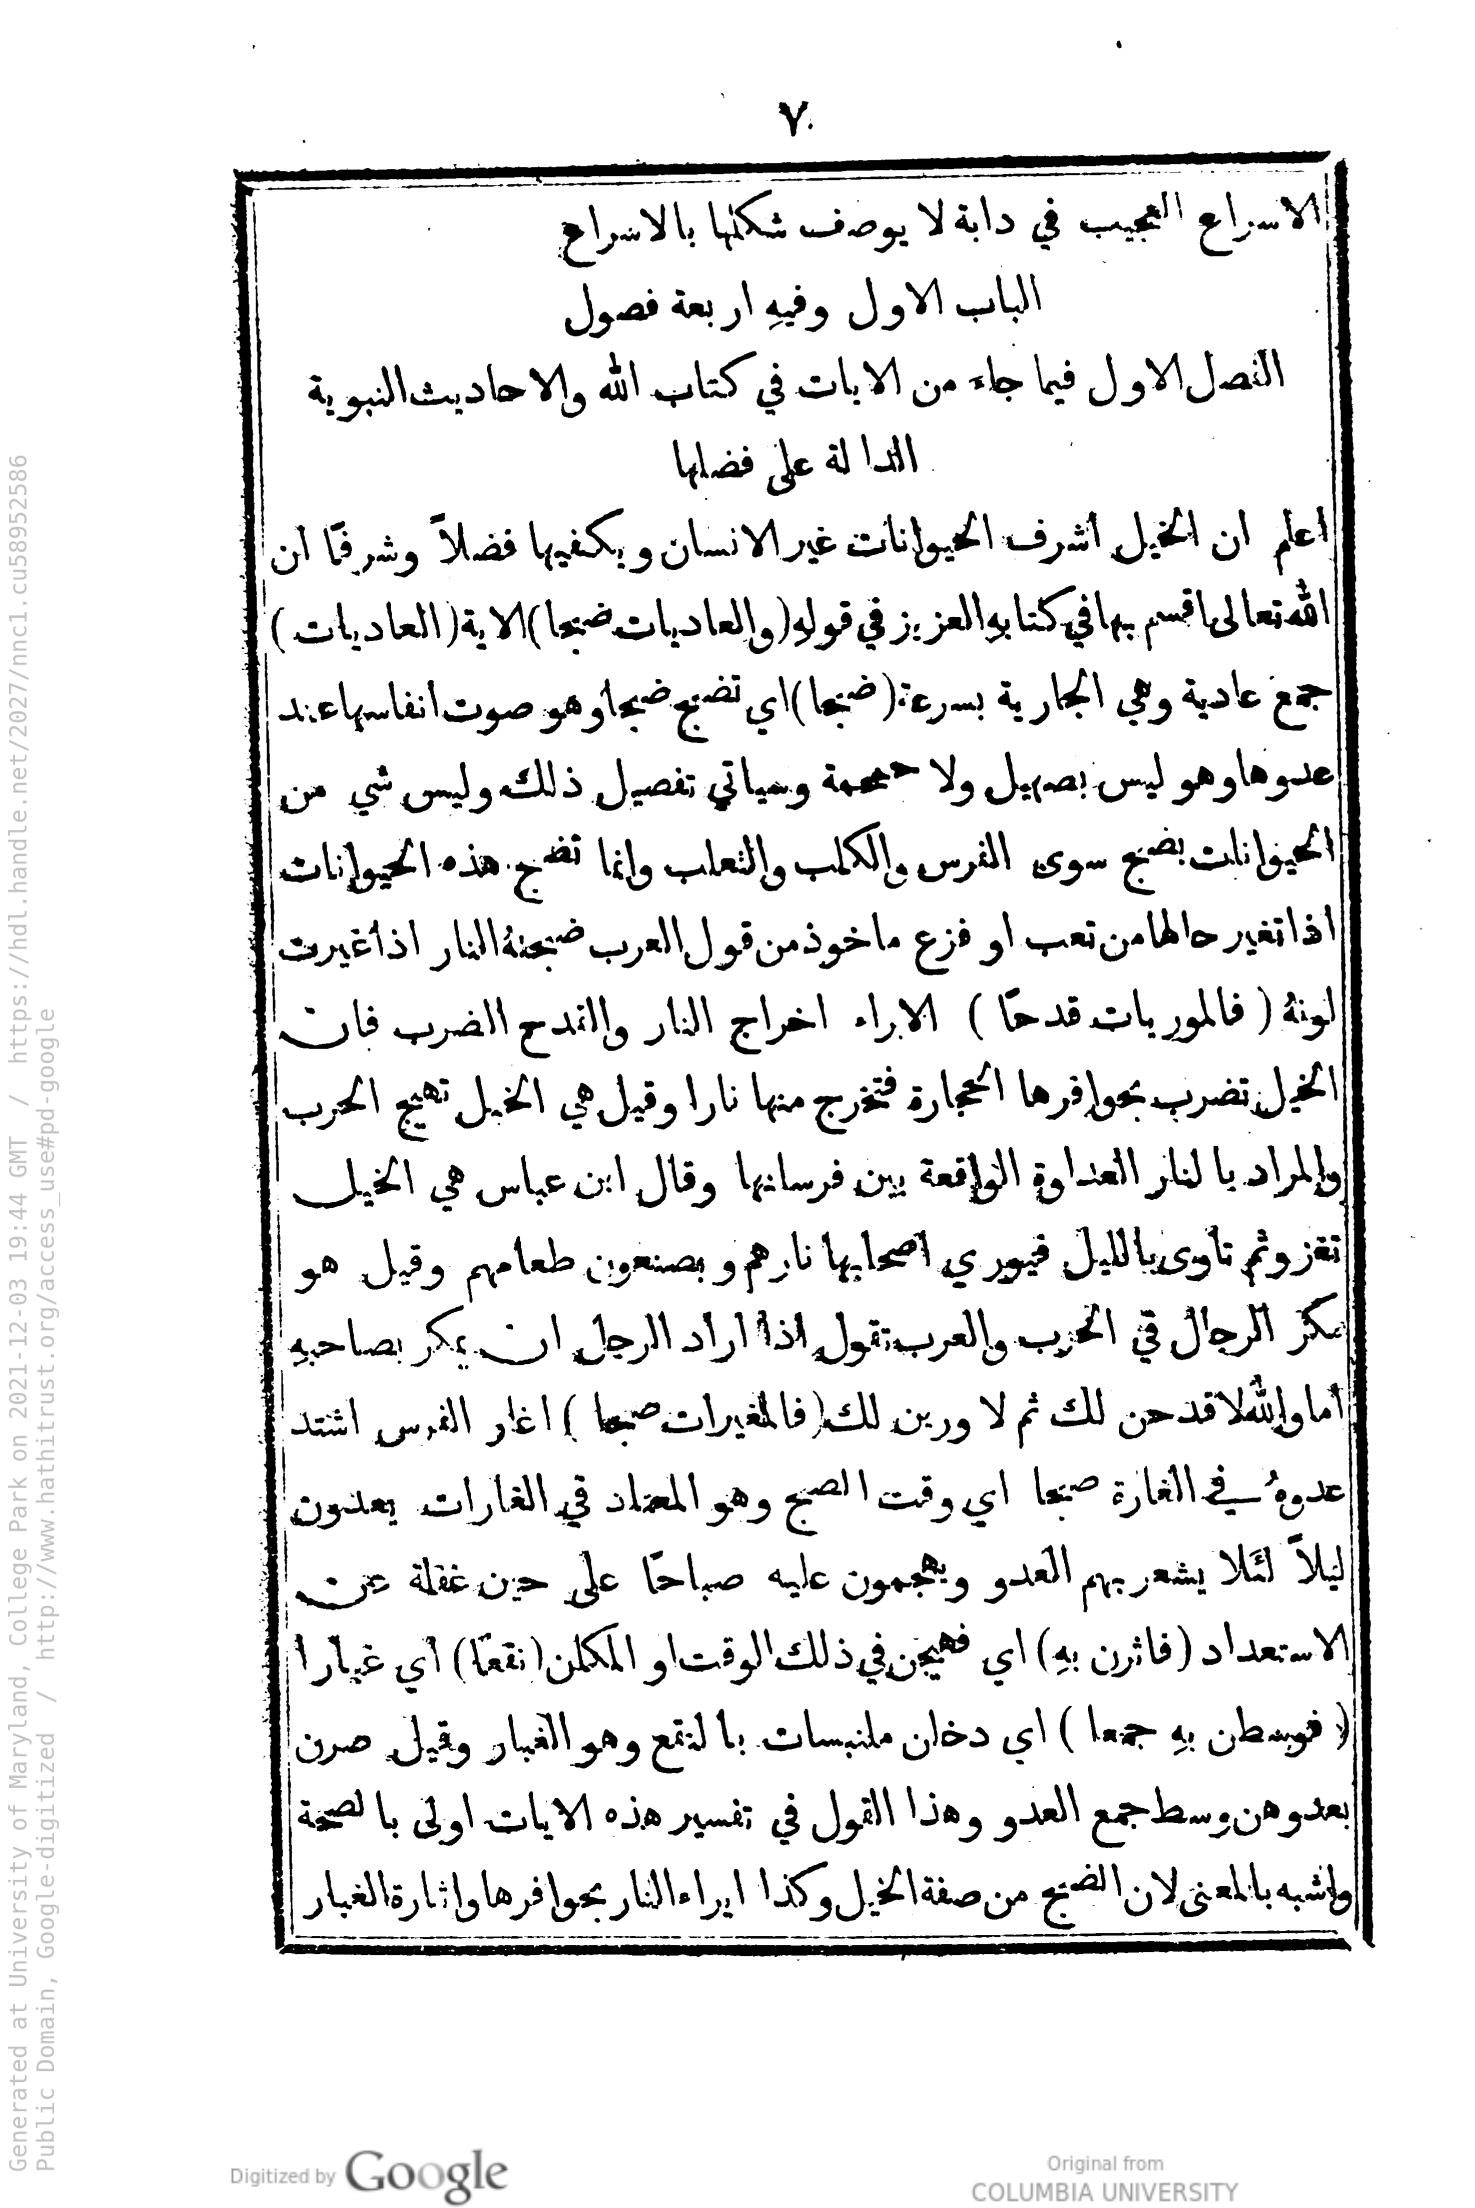 ٧
الاسراع العجيب في دابة لا يوصف شكلها بالاسراع
الباب الاول وفيهِ اربعة فصول
الفصل الاول فيما جاء من الايات في كتاب الله والاحاديث النبوية
الدالة على فضلها
اعلم ان الخيل اشرف الحيوانات غير الانسان ويكفيها فضلاً وشرفًا ان
الله تعالى اقسم بها في كتابهِ العزيز في قولهِ (والعاديات ضبحا) الاية (العاديات)
جمع عادية وهي الجارية بسرعة (ضبحا) اي تضبح ضبحا وهو صوت انفاسها عند
عدوها وهو ليس بصهيل ولا حمحمة وسياتي تفصيل ذلك وليس شي من
الحيوانات يضبح سوى الفرس والكلب والثعلب وانما تضبح هذه الحيوانات
اذا تغير حالها من تعب او فزع ماخوذ من قول العرب ضبحتهُ النار اذا غيرت
لونهُ ( فالموريات قدحًا ) الايراء اخراج النار والقدح الضرب فان
الخيل تضرب بحوافرها الحجارة فتخرج منها نارا وقيل هي الخيل تهيج الحرب
والمراد بالنار العداوة الواقعة بين فرسانها وقال ابن عباس هي الخيل
تغزو ثم تاوى بالليل فيوري اصحابها نارهم ويصنعون طعامهم وقيل هو
مكر الرجال في الحرب والعرب تقول اذا اراد الرجل ان يمكر بصاحبهِ
اما والله لاقدحن لك ثم لاورين لك (فالمغيرات صبحا ) اغار الفرس اشتد
عدوهُ في الغارة صبحا اي وقت الصبح وهو المعتاد في الغارات يعدون
ليلاً لئلا يشعر بهم العدو ويهجمون عليه صباحًا على حين غفلة عن
الاستعداد (فاثرن بهِ) اي فهيجن في ذلك الوقت او المكان (نقعًا) اي غبارا
( فوسطن بهِ جمعا ) اي دخلن ملتبسات بالنقع وهو الغبار وقيل صرن
بعدوهن وسط جمع العدو وهذا القول في تفسير هذه الايات اولى بالصحة
واشبه بالمعنى لان الضبح من صفة الخيل وكذا ايراء النار بحوافرها واثارة الغبار
Digitized by Google
Original from
COLUMBIA UNIVERSITY
Generated at University of Maryland, College Park on 2021-12-03 19:44 GMT / https://hdl.handle.net/2027/nnc1.cu58952586
Public Domain, Google-digitized / http://www.hathitrust.org/access_use#pd-google